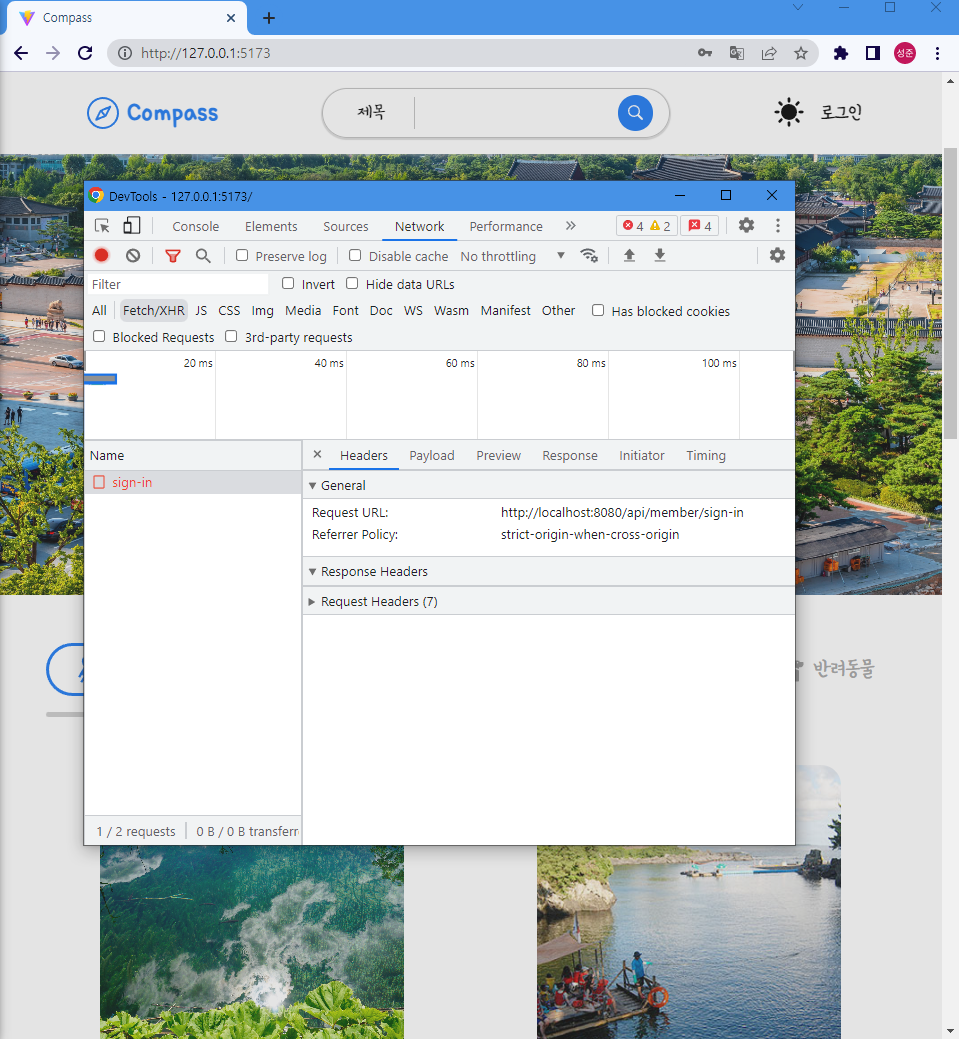 Compass
http://127.0.0.1:5173
성준
Compass
제목
로그인
DevTools - 127.0.0.1:5173/
Console Elements Sources Network Performance
4 2 4
Preserve log Disable cache No throttling
Filter Invert Hide data URLs
All Fetch/XHR JS CSS Img Media Font Doc WS Wasm Manifest Other Has blocked cookies
Blocked Requests 3rd-party requests
20 ms 40 ms 60 ms 80 ms 100 ms
Name
Headers Payload Preview Response Initiator Timing
sign-in
General
Request URL: http://localhost:8080/api/member/sign-in
Referrer Policy: strict-origin-when-cross-origin
Response Headers
Request Headers (7)
반려동물
1 / 2 requests 0 B / 0 B transferr